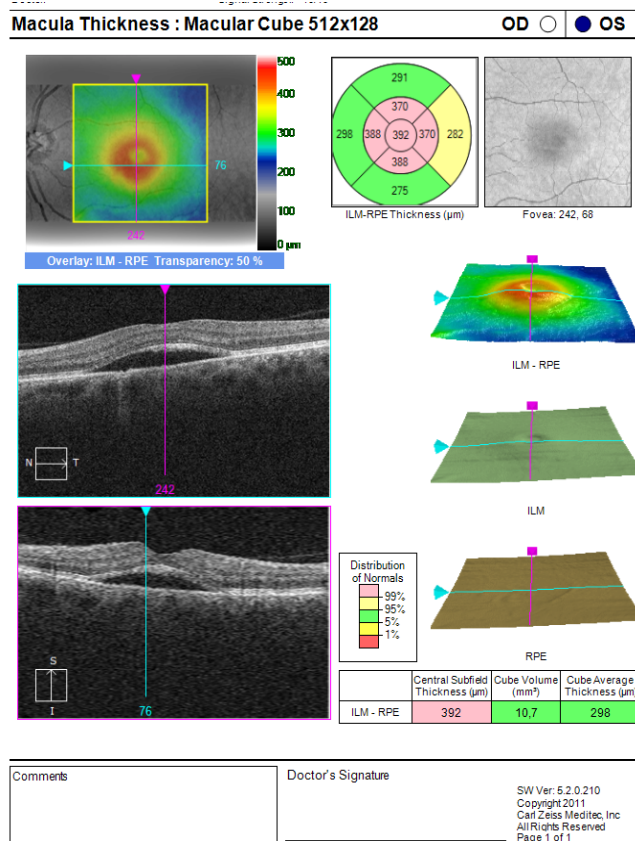 Macula Thickness : Macular Cube 512x128 OD OS
500
400
300
200
100
0 µm
76
242
Overlay: ILM - RPE Transparency: 50 %
291
370
298 388 392 370 282
388
275
ILM-RPE Thickness (µm)
Fovea: 242, 68
ILM - RPE
N T
242
ILM
Distribution
of Normals
99%
95%
5%
1%
RPE
S
I
76
Central Subfield Thickness (µm) Cube Volume (mm³) Cube Average Thickness (µm)
ILM - RPE 392 10,7 298
Comments
Doctor's Signature
SW Ver: 5.2.0.210
Copyright 2011
Carl Zeiss Meditec, Inc
All Rights Reserved
Page 1 of 1